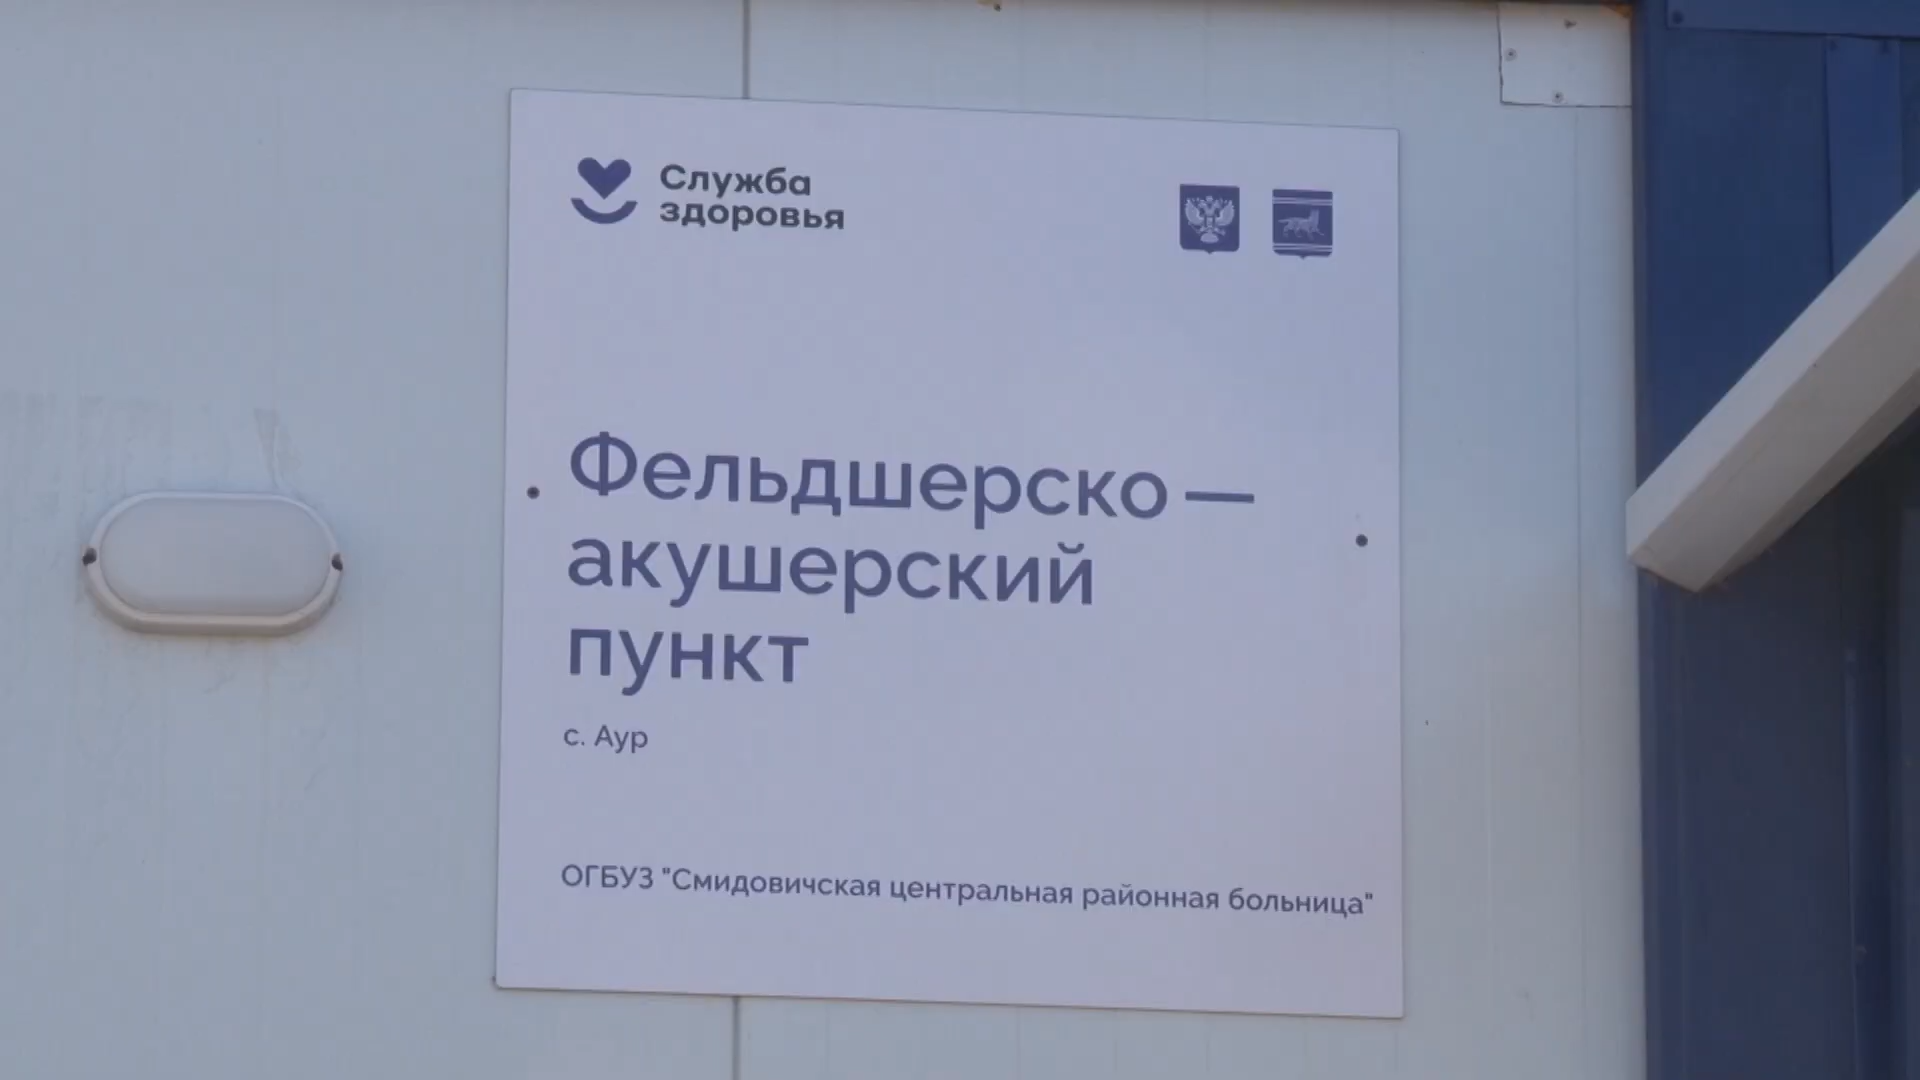 Служба
здоровья
Фельдшерско —
акушерский
пункт
с. Аур
ОГБУЗ "Смидовичская центральная районная больница"